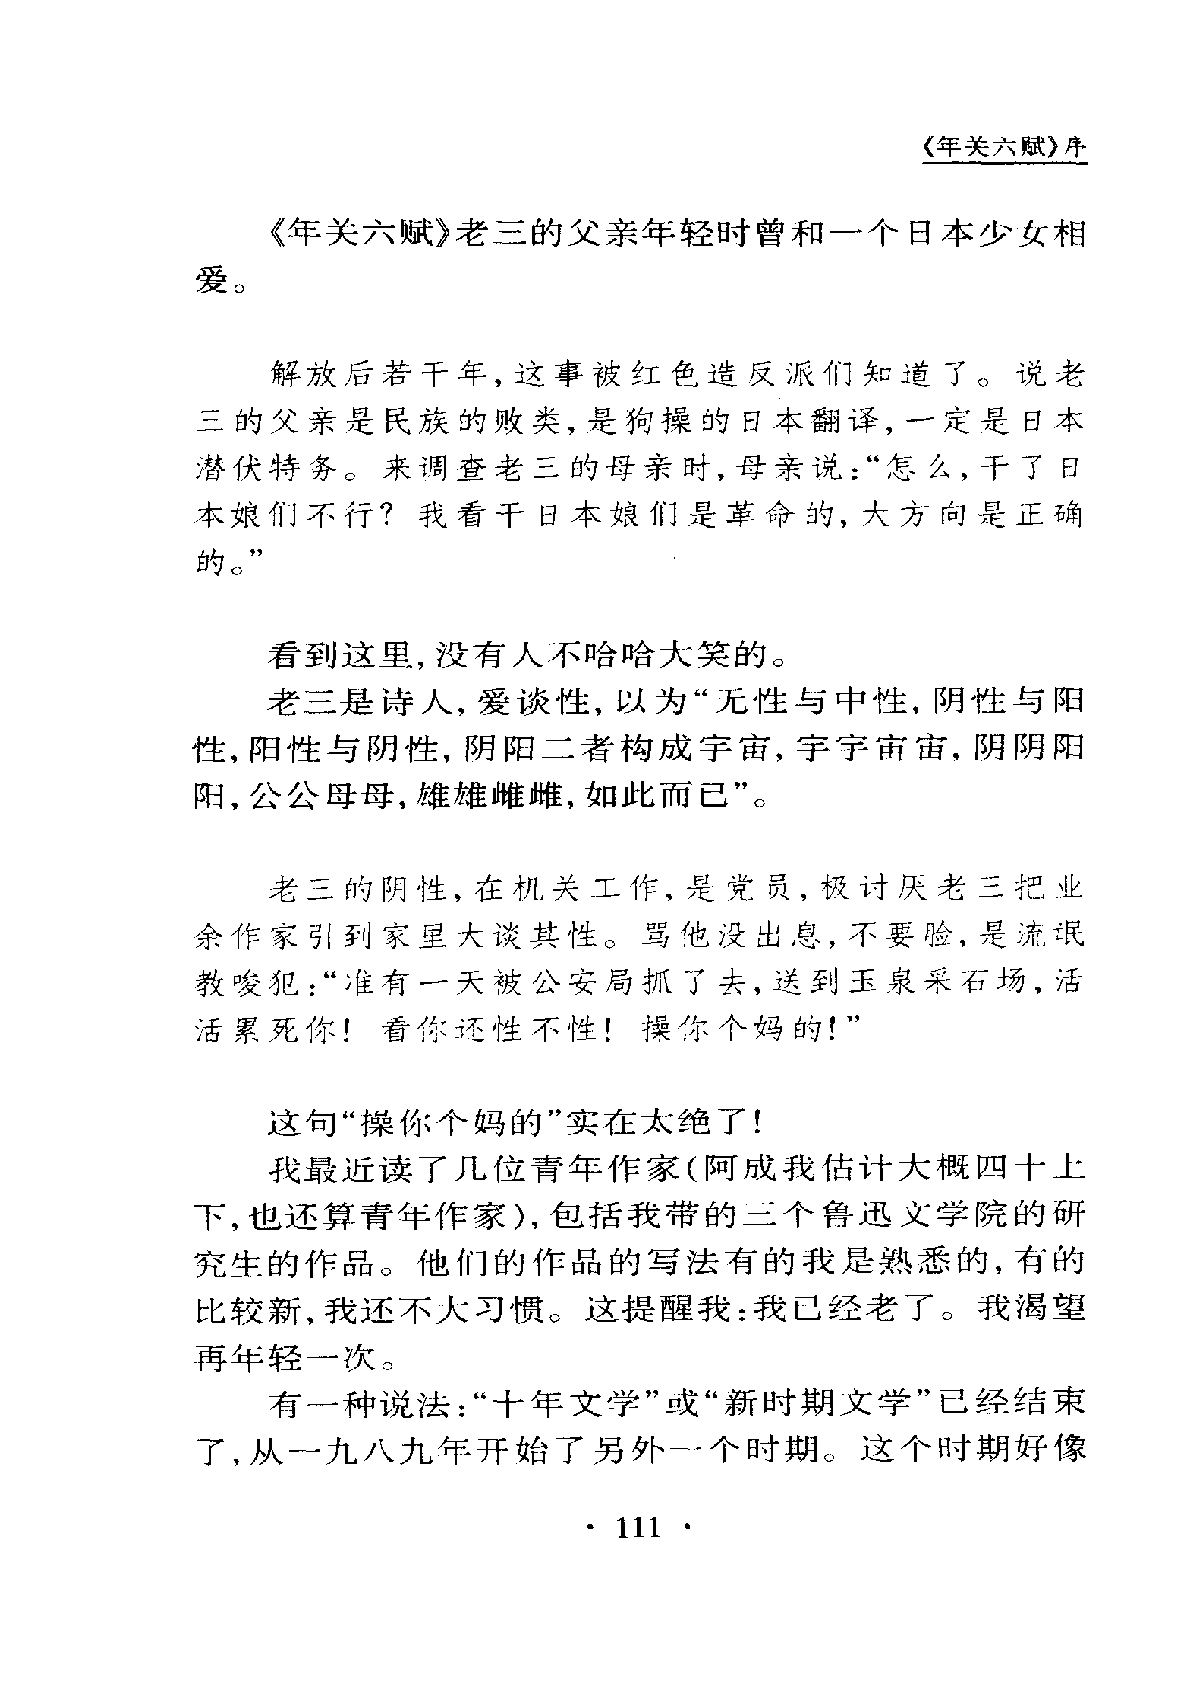 《年关六赋》序
《年关六赋》老三的父亲年轻时曾和一个日本少女相
爱。
解放后若干年,这事被红色造反派们知道了。说老
三的父亲是民族的败类,是狗操的日本翻译,一定是日本
潜伏特务。来调查老三的母亲时,母亲说:“怎么,干了日
本娘们不行?我看干日本娘们是革命的,大方向是正确
的。”
看到这里,没有人不哈哈大笑的。
老三是诗人,爱谈性,以为“无性与中性,阴性与阳
性,阳性与阴性,阴阳二者构成宇宙,宇宇宙宙,阴阴阳
阳,公公母母,雄雄雌雌,如此而已”。
老三的阴性,在机关工作,是党员,极讨厌老三把业
余作家引到家里大谈其性。骂他没出息,不要脸,是流氓
教唆犯:“准有一天被公安局抓了去,送到玉泉采石场,活
活累死你!看你还性不性!操你个妈的!”
这句“操你个妈的”实在太绝了!
我最近读了几位青年作家(阿成我估计大概四十上
下,也还算青年作家),包括我带的三个鲁迅文学院的研
究生的作品。他们的作品的写法有的我是熟悉的,有的
比较新,我还不大习惯。这提醒我:我已经老了。我渴望
再年轻一次。
有一种说法:“十年文学”或“新时期文学”已经结束
了,从一九八九年开始了另外一个时期。这个时期好像
· 111 ·